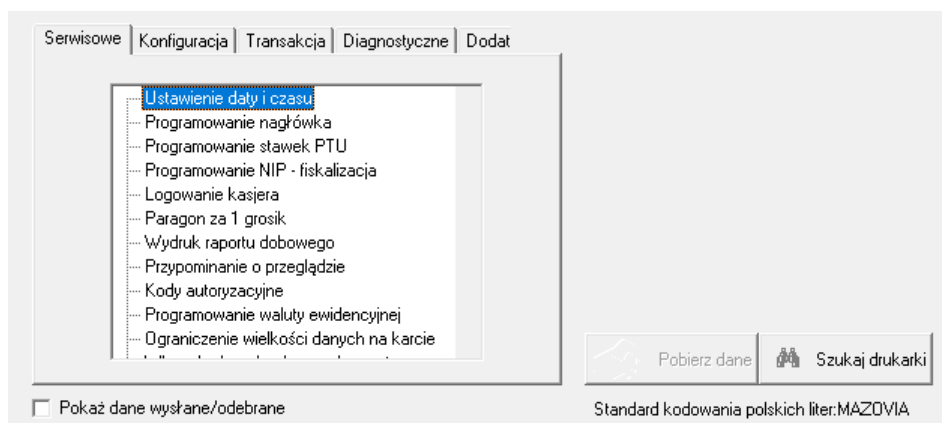 Serwisowe Konfiguracja Transakcja Diagnostyczne Dodat
Ustawienie daty i czasu
Programowanie nagłówka
Programowanie stawek PTU
Programowanie NIP - fiskalizacja
Logowanie kasjera
Paragon za 1 grosik
Wydruk raportu dobowego
Przypominanie o przeglądzie
Kody autoryzacyjne
Programowanie waluty ewidencyjnej
Ograniczenie wielkości danych na karcie
Pobierz dane Szukaj drukarki
Pokaż dane wysłane/odebrane
Standard kodowania polskich liter:MAZOVIA